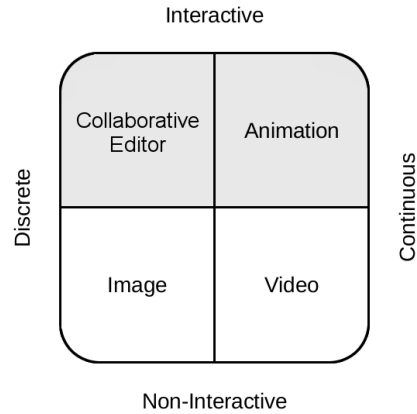 Interactive
Collaborative
Editor
Animation
Discrete
Continuous
Image
Video
Non-Interactive